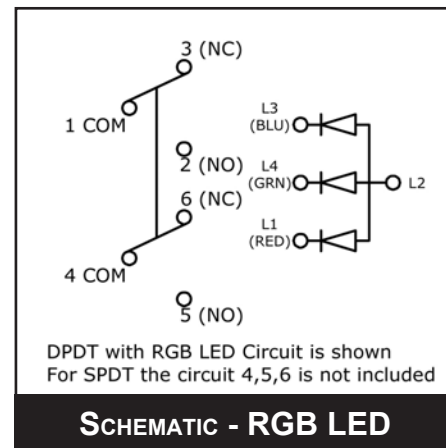 3 (NC)
1 COM
2 (NO)
6 (NC)
4 COM
5 (NO)
L3
(BLU)
L4
(GRN)
L1
(RED)
L2
DPDT with RGB LED Circuit is shown
For SPDT the circuit 4,5,6 is not included
SCHEMATIC - RGB LED